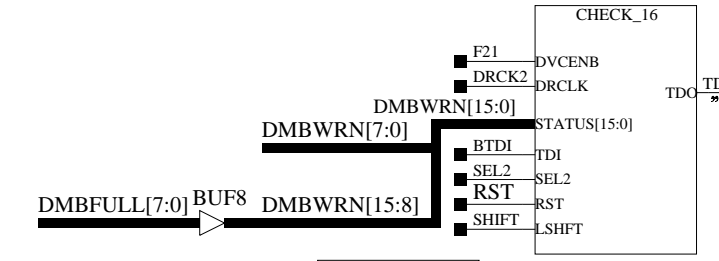 CHECK_16
F21
DVCENB
DRCK2
DRCLK
TDO
DMBWRN[15:0]
STATUS[15:0]
DMBWRN[7:0]
BTDI
TDI
SEL2
SEL2
RST
RST
SHIFT
LSHFT
DMBFULL[7:0]
BUF8
DMBWRN[15:8]